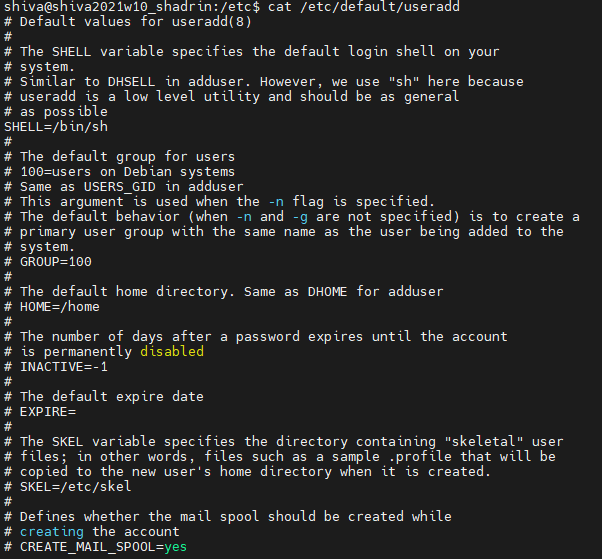 shiva@shiva2021w10_shadrin:/etc$ cat /etc/default/useradd
# Default values for useradd(8)
#
# The SHELL variable specifies the default login shell on your
# system.
# Similar to DHSELL in adduser. However, we use "sh" here because
# useradd is a low level utility and should be as general
# as possible
SHELL=/bin/sh
#
# The default group for users
# 100=users on Debian systems
# Same as USERS_GID in adduser
# This argument is used when the -n flag is specified.
# The default behavior (when -n and -g are not specified) is to create a
# primary user group with the same name as the user being added to the
# system.
# GROUP=100
#
# The default home directory. Same as DHOME for adduser
# HOME=/home
#
# The number of days after a password expires until the account
# is permanently disabled
# INACTIVE=-1
#
# The default expire date
# EXPIRE=
#
# The SKEL variable specifies the directory containing "skeletal" user
# files; in other words, files such as a sample .profile that will be
# copied to the new user's home directory when it is created.
# SKEL=/etc/skel
#
# Defines whether the mail spool should be created while
# creating the account
# CREATE_MAIL_SPOOL=yes